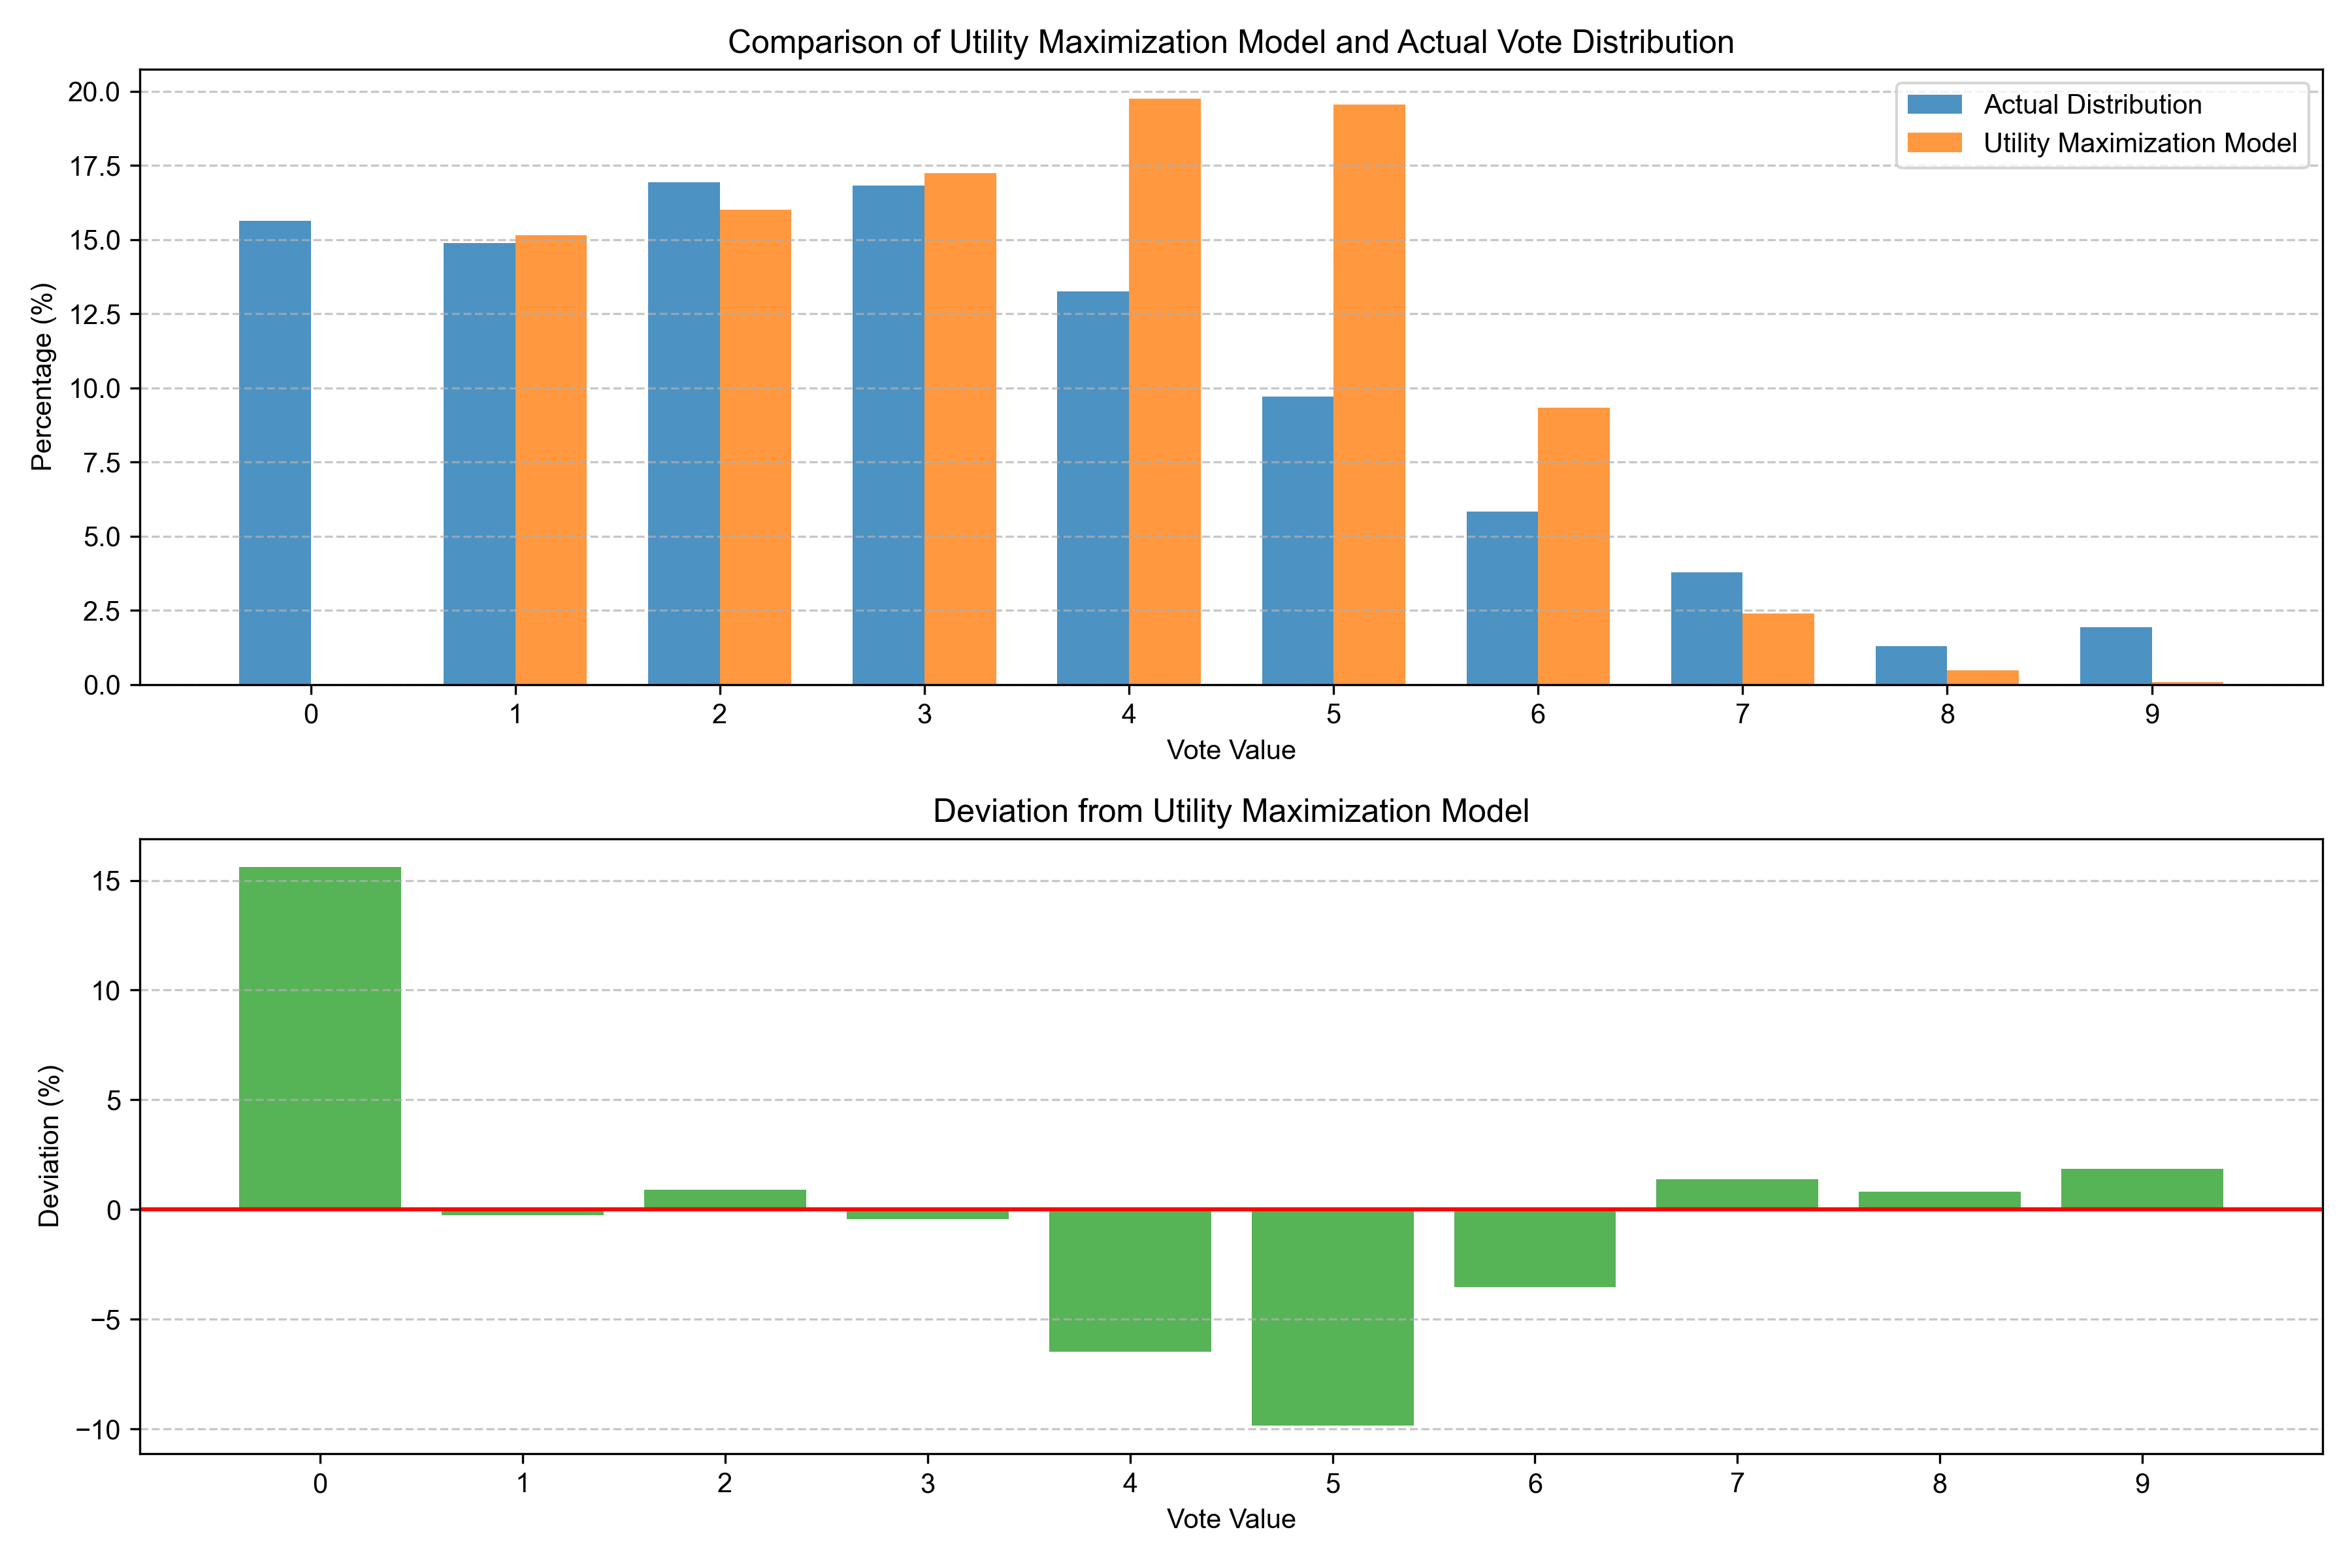 Comparison of Utility Maximization Model and Actual Vote Distribution
Actual Distribution
Utility Maximization Model
Percentage (%)
20.0
17.5
15.0
12.5
10.0
7.5
5.0
2.5
0.0
0 1 2 3 4 5 6 7 8 9
Vote Value
Deviation from Utility Maximization Model
Deviation (%)
15
10
5
0
−5
−10
0 1 2 3 4 5 6 7 8 9
Vote Value